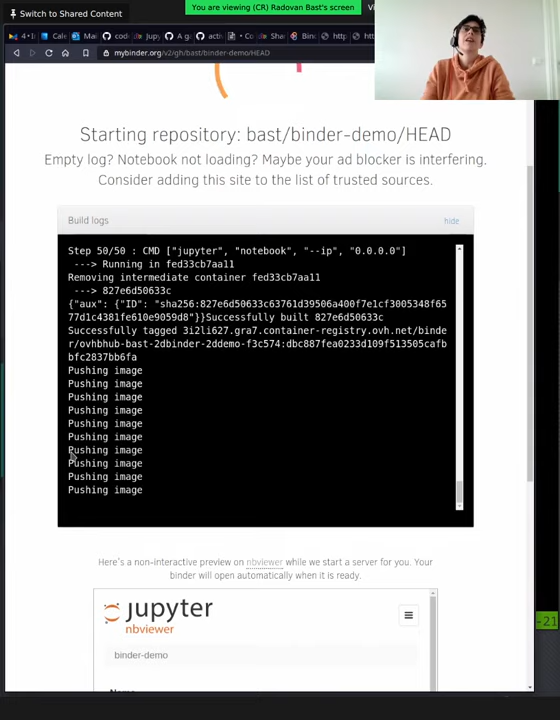 Switch to Shared Content
You are viewing (CR) Radovan Bast's screen
mybinder.org/v2/gh/bast/binder-demo/HEAD
Starting repository: bast/binder-demo/HEAD
Empty log? Notebook not loading? Maybe your ad blocker is interfering.
Consider adding this site to the list of trusted sources.
Build logs
hide
Step 50/50 : CMD ["jupyter", "notebook", "--ip", "0.0.0.0"]
---> Running in fed33cb7aa11
Removing intermediate container fed33cb7aa11
---> 827e6d50633c
{"aux": {"ID": "sha256:827e6d50633c63761d39506a400f7e1cf3005348f65
77d1c4381fe610e9059d8"}}Successfully built 827e6d50633c
Successfully tagged 3i2li627.gra7.container-registry.ovh.net/binde
r/ovhbhub-bast-2dbinder-2ddemo-f3c574:dbc887fea0233d109f513505cafb
bfc2837bb6fa
Pushing image
Pushing image
Pushing image
Pushing image
Pushing image
Pushing image
Pushing image
Pushing image
Pushing image
Pushing image
Here's a non-interactive preview on nbviewer while we start a server for you. Your
binder will open automatically when it is ready.
jupyter
nbviewer
binder-demo
-21